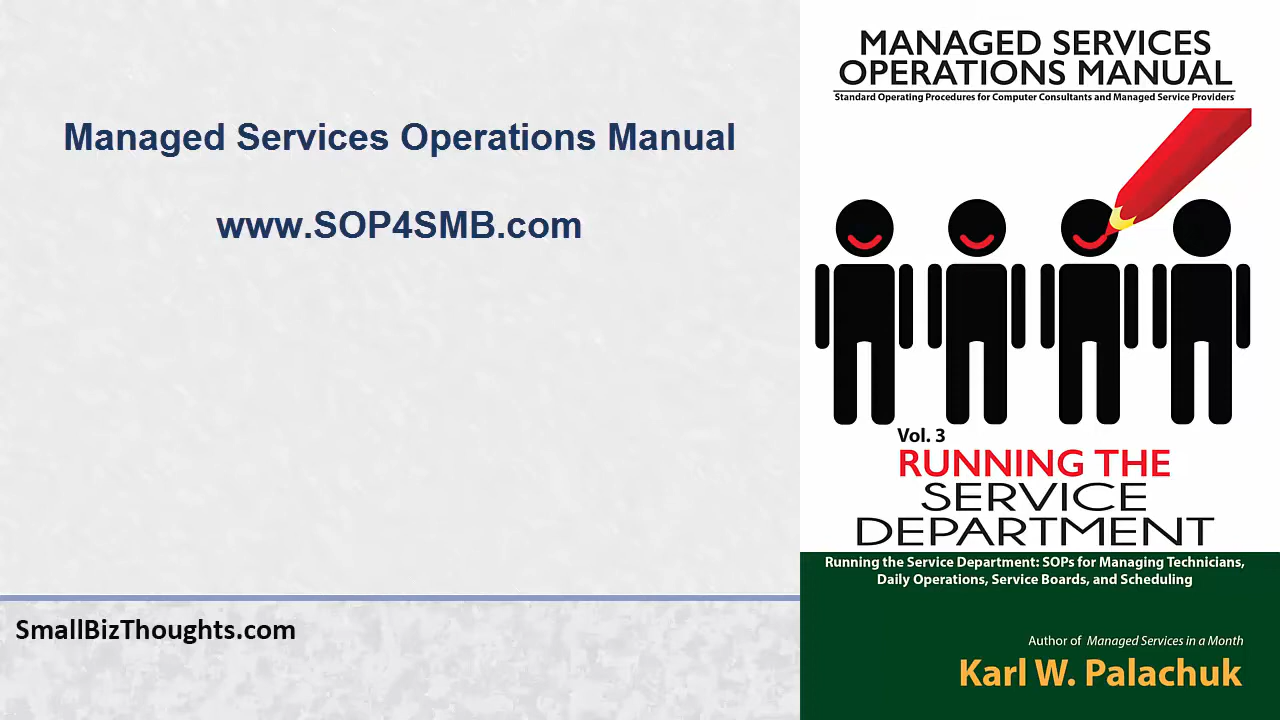 Managed Services Operations Manual
www.SOP4SMB.com
SmallBizThoughts.com
MANAGED SERVICES
OPERATIONS MANUAL
Standard Operating Procedures for Computer Consultants and Managed Service Providers
Vol. 3
RUNNING THE
SERVICE
DEPARTMENT
Running the Service Department: SOPs for Managing Technicians,
Daily Operations, Service Boards, and Scheduling
Author of Managed Services in a Month
Karl W. Palachuk